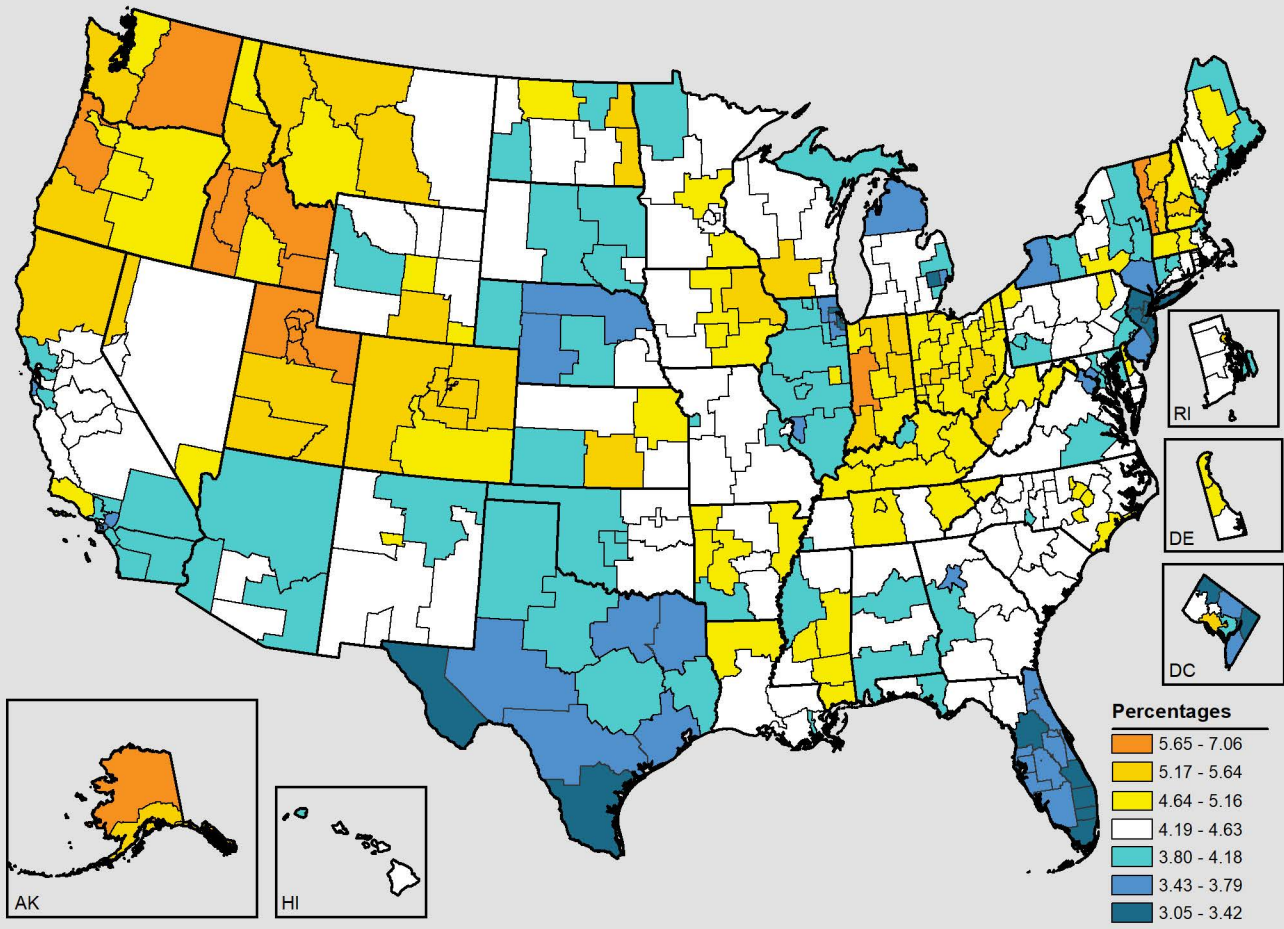 RI
DE
DC
AK
HI
Percentages
5.65 - 7.06
5.17 - 5.64
4.64 - 5.16
4.19 - 4.63
3.80 - 4.18
3.43 - 3.79
3.05 - 3.42